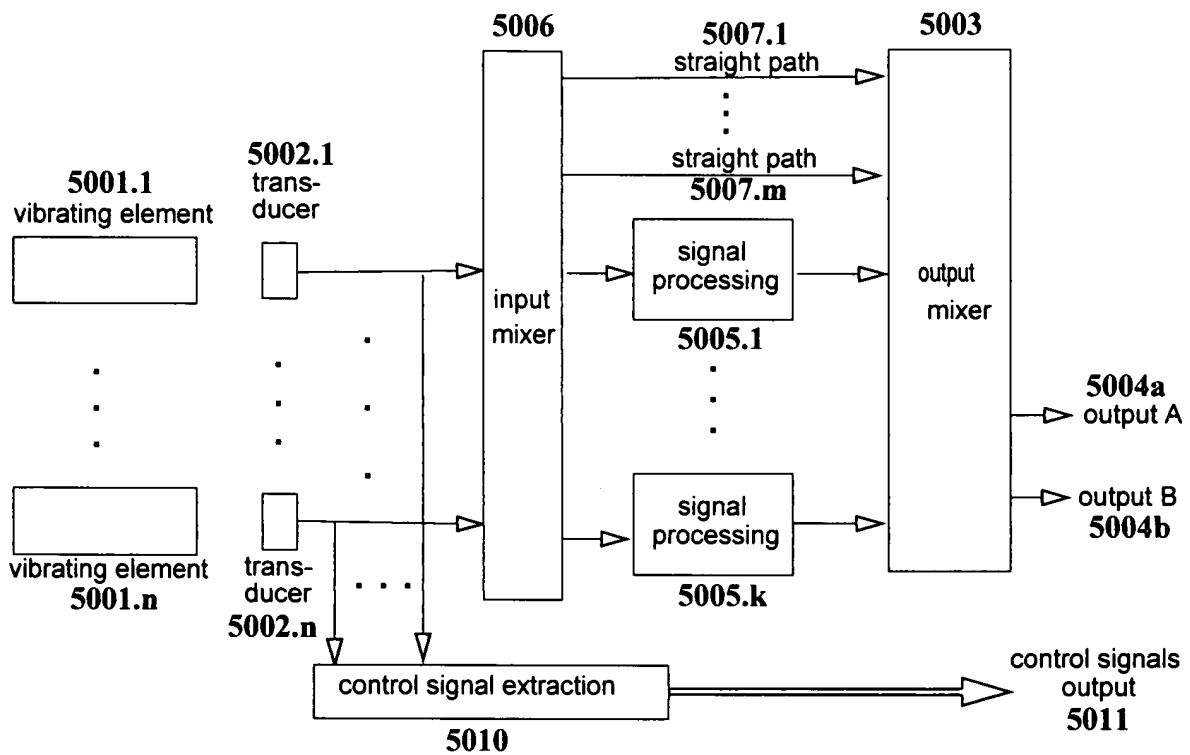 5006
5007.1
straight path
5003
straight path
5007.m
5002.1
trans-
ducer
5001.1
vibrating element
signal
processing
5005.1
input
mixer
output
mixer
5004a
output A
output B
5004b
signal
processing
5005.k
vibrating element
5001.n
trans-
ducer
5002.n
control signal extraction
5010
control signals
output
5011